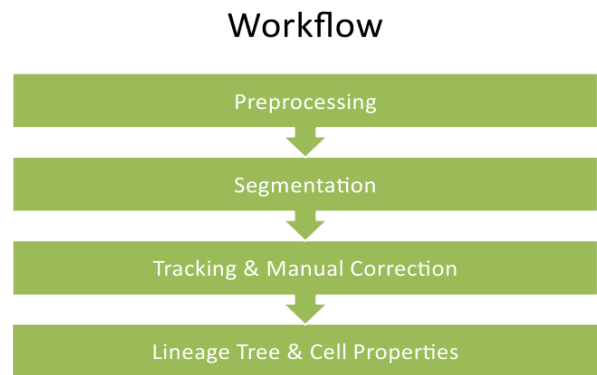 Workflow
Preprocessing
Segmentation
Tracking & Manual Correction
Lineage Tree & Cell Properties